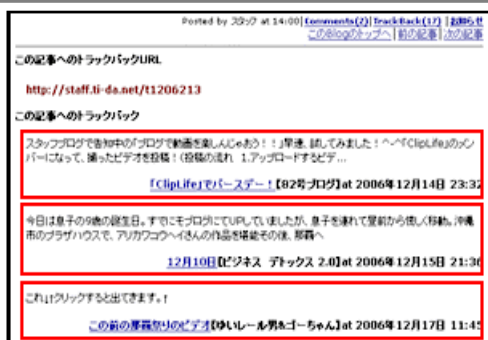 Posted by スタッフ at 14:00│Comments(2)│TrackBack(17) │お知らせ
このBlogのトップへ│前の記事│次の記事
この記事へのトラックバックURL
http://staff.ti-da.net/t1206213
この記事へのトラックバック
スタッフブログで告知中の「ブログで動画を楽しんじゃおう！！」早速、試してみました！^-^「ClipLife」のメン
バーになって、撮ったビデオを投稿！（投稿の流れ 1.アップロードするビデ...
「ClipLife」でバースデー！【82号ブログ】at 2006年12月14日 23:32
今日は息子の9歳の誕生日。すでにモブログにてUPしていましたが、息子を連れて昼前から慌しく移動。沖縄
市のプラザハウスで、アリカワコウヘイさんの作品を堪能その後、那覇へ
12月10日【ビジネス デトックス 2.0】at 2006年12月15日 21:36
これ↓↑クリックすると出てきます。↑
この前の那覇祭りのビデオ【ゆいレール男&ゴーちゃん】at 2006年12月17日 11:45